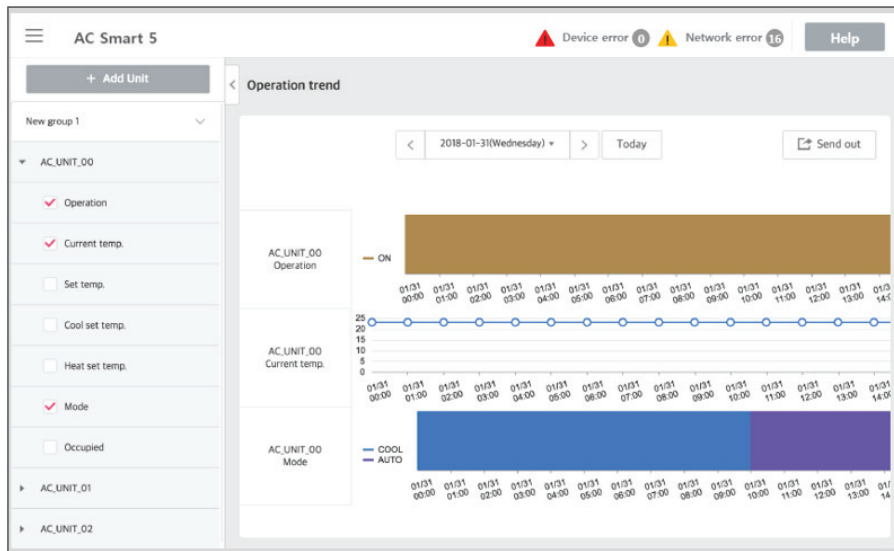 AC Smart 5
Device error 0
Network error 16
Help
+ Add Unit
Operation trend
New group 1
2018-01-31(Wednesday)
Today
Send out
AC_UNIT_00
Operation
Current temp.
Set temp.
Cool set temp.
Heat set temp.
Mode
Occupied
AC_UNIT_01
AC_UNIT_02
AC_UNIT_00
Operation
ON
01/31 01/31 01/31 01/31 01/31 01/31 01/31 01/31 01/31 01/31 01/31 01/31 01/31 01/31
00:00 01:00 02:00 03:00 04:00 05:00 06:00 07:00 08:00 09:00 10:00 11:00 12:00 13:00
AC_UNIT_00
Current temp.
25
20
15
10
5
0
01/31 01/31 01/31 01/31 01/31 01/31 01/31 01/31 01/31 01/31 01/31 01/31 01/31 01/31 01/31
00:00 01:00 02:00 03:00 04:00 05:00 06:00 07:00 08:00 09:00 10:00 11:00 12:00 13:00 14:00
AC_UNIT_00
Mode
COOL
AUTO
01/31 01/31 01/31 01/31 01/31 01/31 01/31 01/31 01/31 01/31 01/31 01/31 01/31 01/31
00:00 01:00 02:00 03:00 04:00 05:00 06:00 07:00 08:00 09:00 10:00 11:00 12:00 13:00